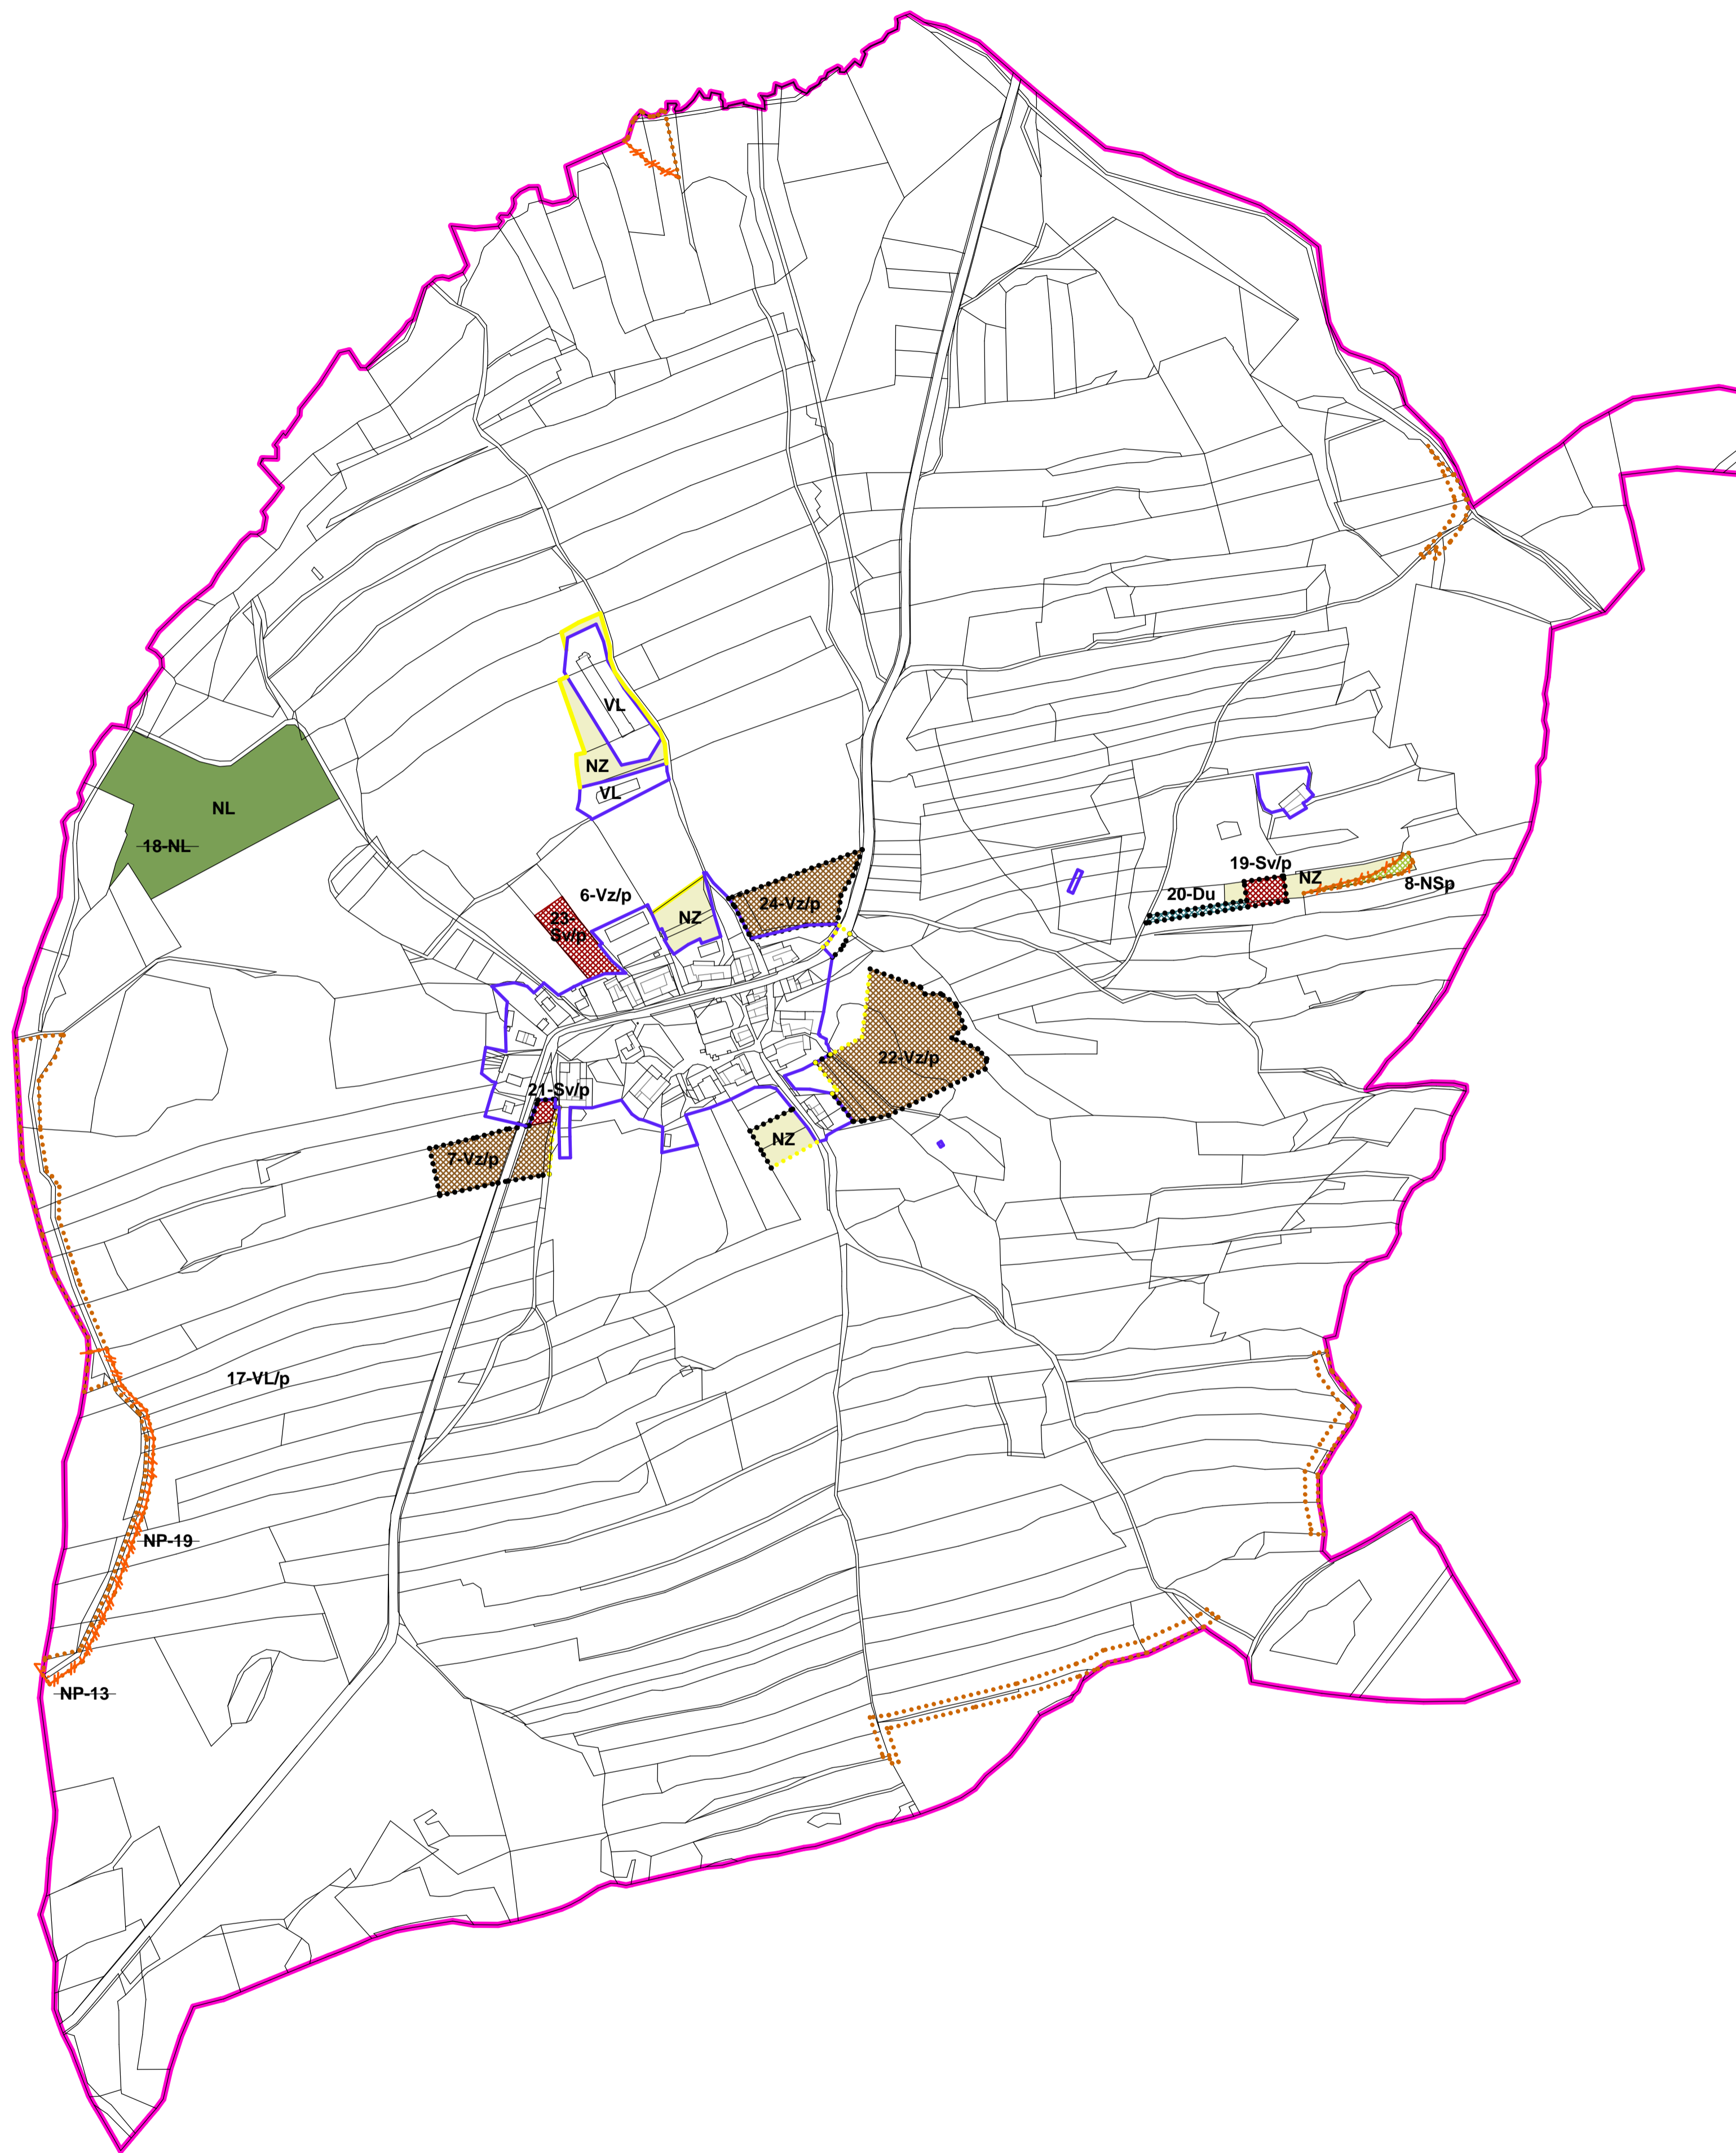 VL
NZ
VL
NL
18-NL
6-Vz/p
23-
Sv/p
NZ
24-Vz/p
19-Sv/p
NZ
8-NSp
20-Du
22-Vz/p
21-Sv/p
NZ
7-Vz/p
17-VL/p
NP-19
NP-13